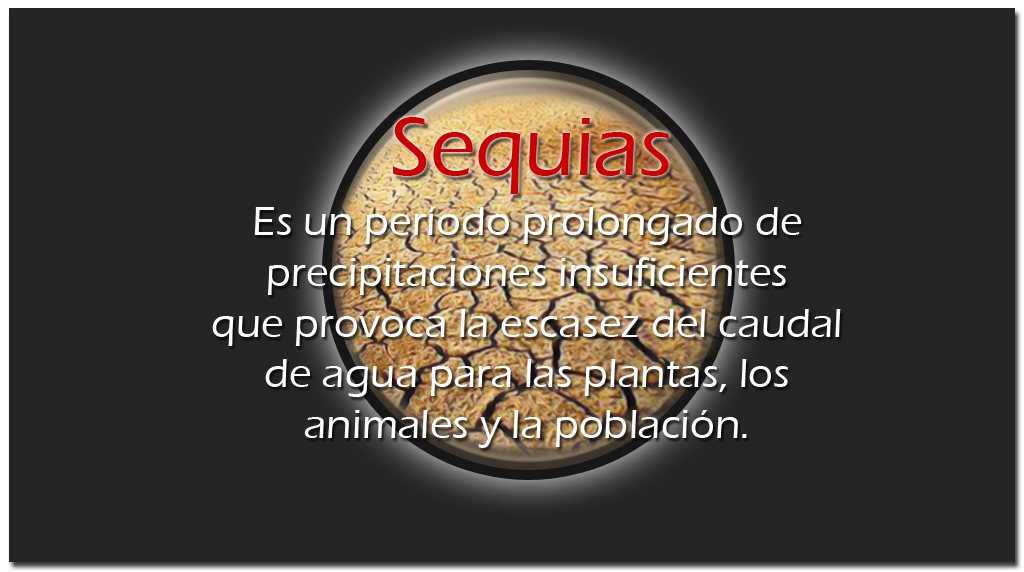 Sequias
Es un período prolongado de
precipitaciones insuficientes
que provoca la escasez del caudal
de agua para las plantas, los
animales y la población.